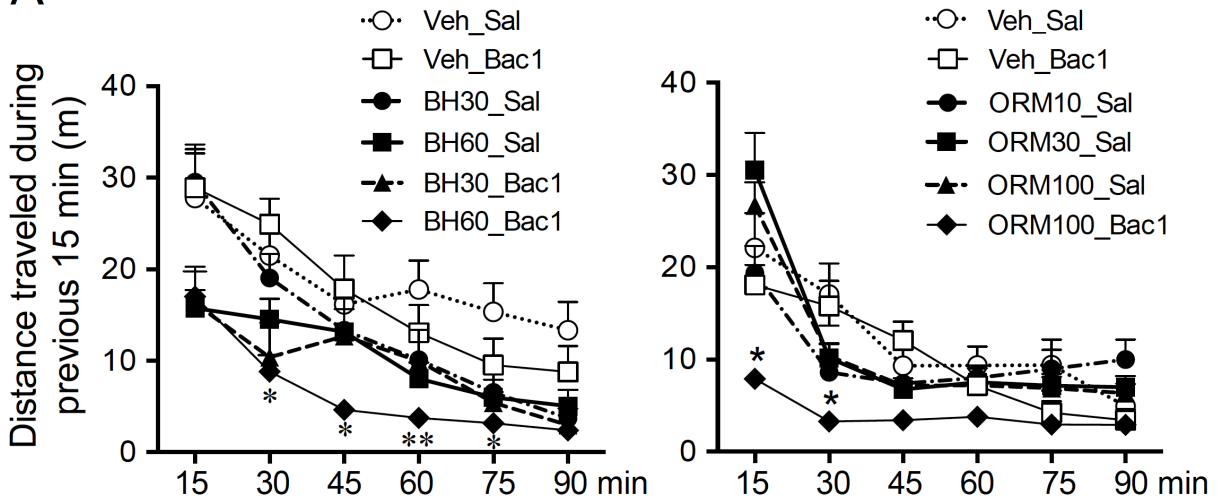 A
Distance traveled during
previous 15 min (m)
Veh_Sal
Veh_Bac1
BH30_Sal
BH60_Sal
BH30_Bac1
BH60_Bac1
40
30
20
10
0
*
*
**
*
15 30 45 60 75 90 min
Veh_Sal
Veh_Bac1
ORM10_Sal
ORM30_Sal
ORM100_Sal
ORM100_Bac1
40
30
20
10
0
*
*
15 30 45 60 75 90 min